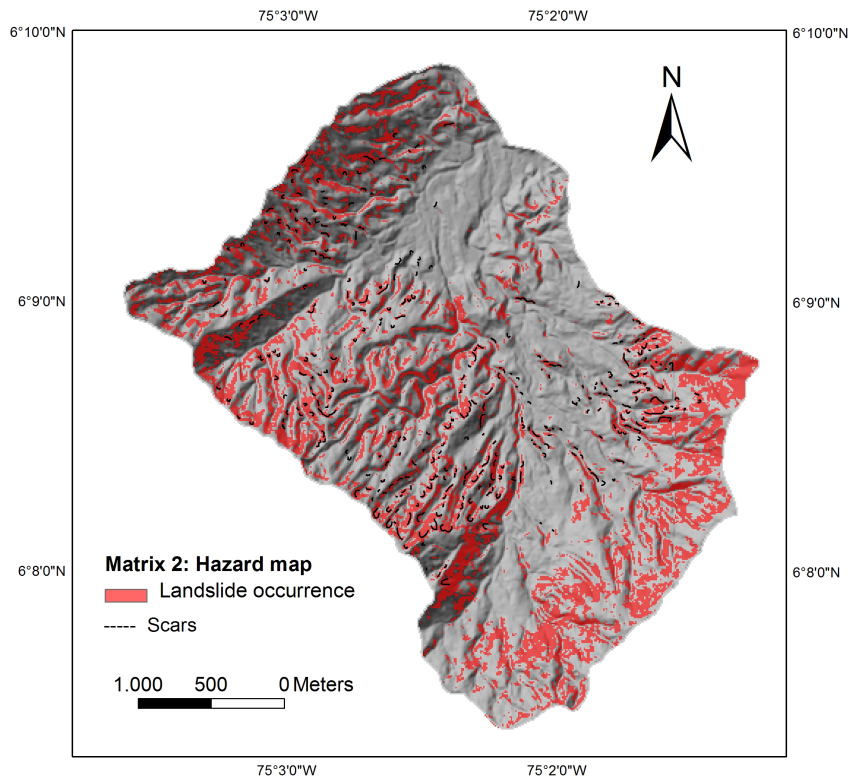 75°3'0"W 75°2'0"W
6°10'0"N 6°10'0"N
N
6°9'0"N 6°9'0"N
Matrix 2: Hazard map
6°8'0"N 6°8'0"N
Landslide occurrence
Scars
1.000 500 0 Meters
75°3'0"W 75°2'0"W